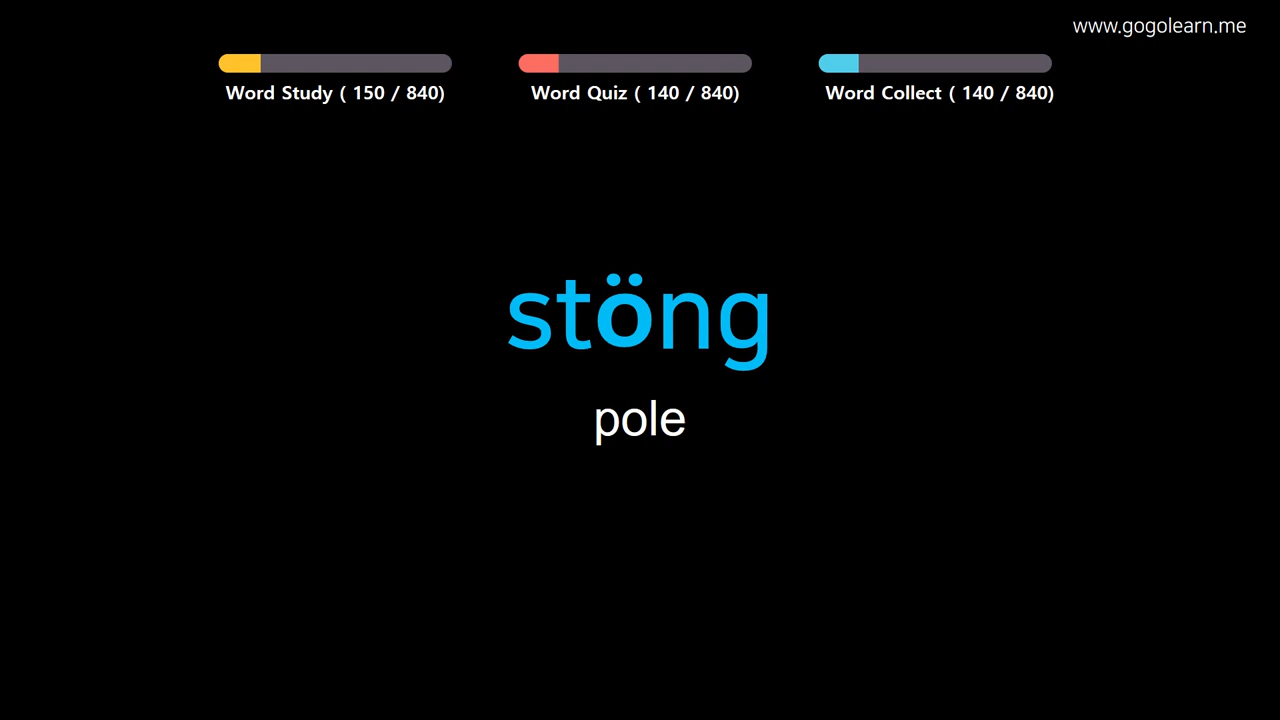 www.gogolearn.me
Word Study ( 150 / 840)
Word Quiz ( 140 / 840)
Word Collect ( 140 / 840)
stöng
pole